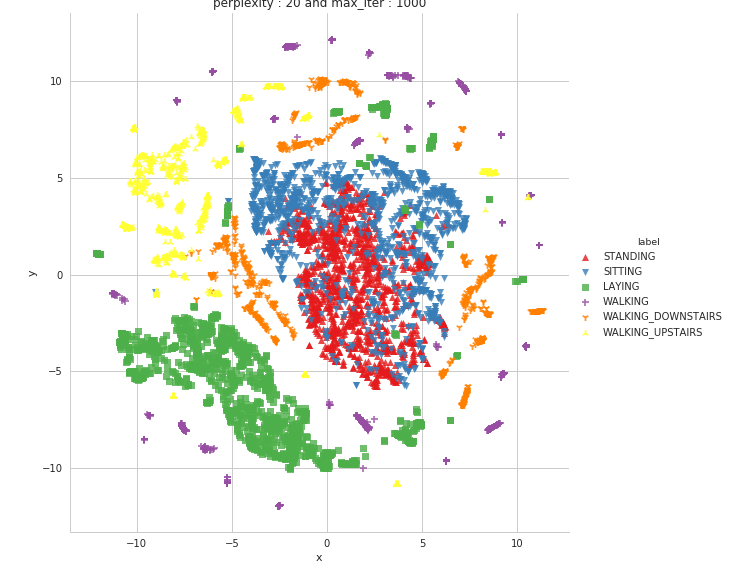 perplexity : 20 and max_iter : 1000
10
5
0
−5
−10
y
−10
−5
0
5
10
x
label
STANDING
SITTING
LAYING
WALKING
WALKING_DOWNSTAIRS
WALKING_UPSTAIRS